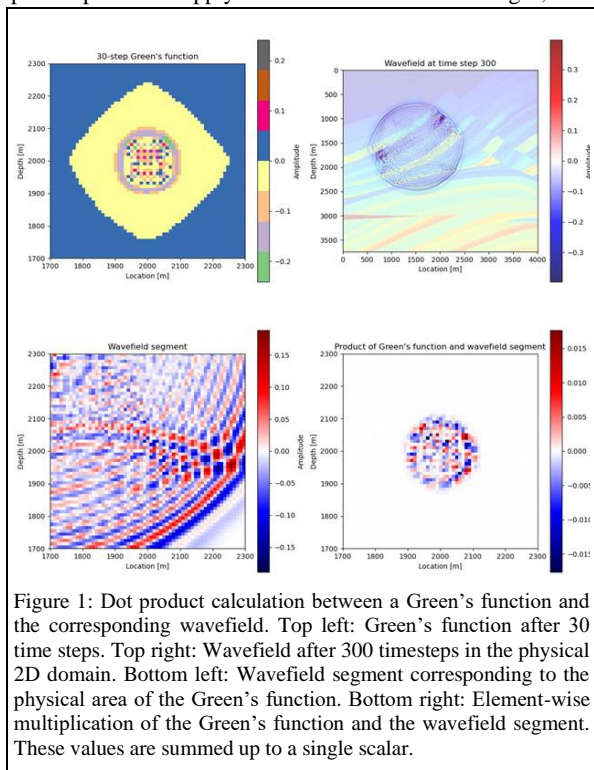 30-step Green's function
2300
2200
2100
2000
1900
1800
1700
Depth [m]
1700 1800 1900 2000 2100 2200 2300
Location [m]
0.2
0.1
0.0
−0.1
−0.2
Amplitude
Wavefield at time step 300
0
500
1000
1500
2000
2500
3000
3500
Depth [m]
0 500 1000 1500 2000 2500 3000 3500 4000
Location [m]
0.3
0.2
0.1
0.0
−0.1
−0.2
−0.3
Amplitude
Wavefield segment
2300
2200
2100
2000
1900
1800
1700
Depth [m]
1700 1800 1900 2000 2100 2200 2300
Location [m]
0.15
0.10
0.05
0.00
−0.05
−0.10
−0.15
Amplitude
Product of Green's function and wavefield segment
2300
2200
2100
2000
1900
1800
1700
Depth [m]
1700 1800 1900 2000 2100 2200 2300
Location [m]
0.015
0.010
0.005
0.000
−0.005
−0.010
−0.015
Amplitude
Figure 1: Dot product calculation between a Green's function and
the corresponding wavefield. Top left: Green's function after 30
time steps. Top right: Wavefield after 300 timesteps in the physical
2D domain. Bottom left: Wavefield segment corresponding to the
physical area of the Green's function. Bottom right: Element-wise
multiplication of the Green's function and the wavefield segment.
These values are summed up to a single scalar.